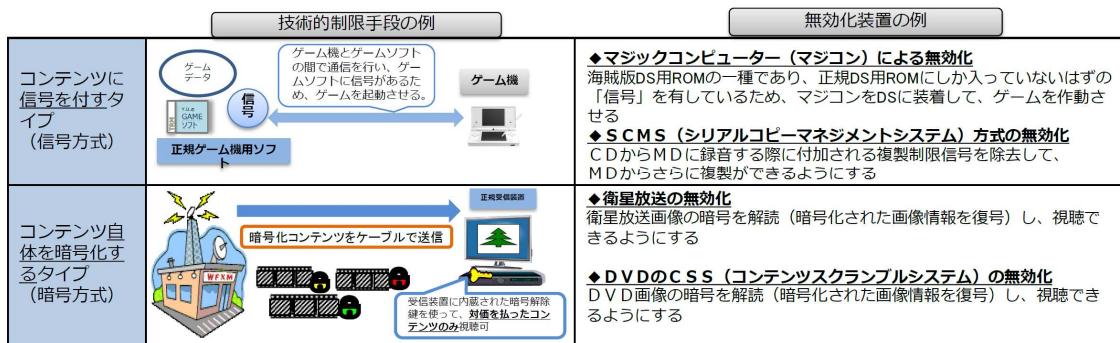 技術的制限手段の例
無効化装置の例
コンテンツに
信号を付すタ
イプ
（信号方式）
ゲーム
データ
信号
Y.u.a
GAME
ソフト
TRM
正規ゲーム機用ソフ
ト
ゲーム機とゲームソフト
の間で通信を行い、ゲー
ムソフトに信号があるた
め、ゲームを起動させる。
ゲーム機
◆マジックコンピューター（マジコン）による無効化
海賊版DS用ROMの一種であり、正規DS用ROMにしか入っていないはずの
「信号」を有しているため、マジコンをDSに装着して、ゲームを作動さ
せる
◆ＳＣＭＳ（シリアルコピーマネジメントシステム）方式の無効化
ＣＤからＭＤに録音する際に付加される複製制限信号を除去して、
ＭＤからさらに複製ができるようにする
コンテンツ自
体を暗号化す
るタイプ
（暗号方式）
WFXM
暗号化コンテンツをケーブルで送信
正規受信装置
受信装置に内蔵された暗号解除
鍵を使って、対価を払ったコン
テンツのみ視聴可
◆衛星放送の無効化
衛星放送画像の暗号を解読（暗号化された画像情報を復号）し、視聴で
きるようにする
◆ＤＶＤのＣＳＳ（コンテンツスクランブルシステム）の無効化
ＤＶＤ画像の暗号を解読（暗号化された画像情報を復号）し、視聴でき
るようにする